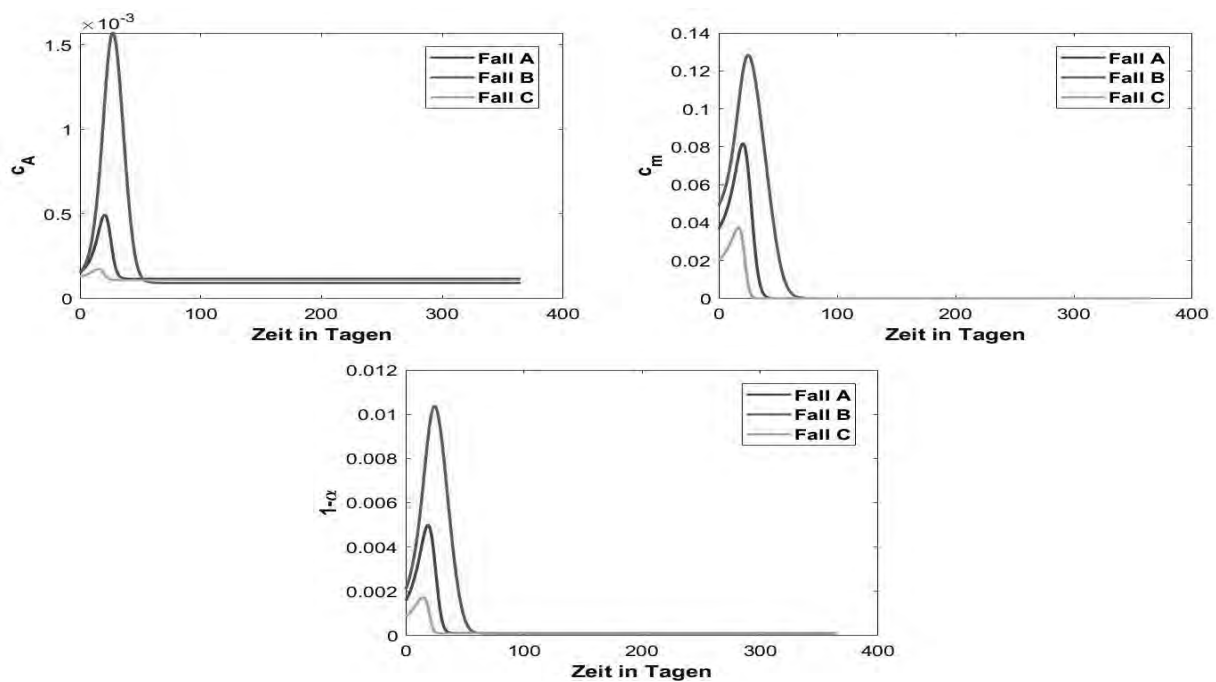 × 10⁻³
1.5
1
0.5
0
c_A
0 100 200 300 400
Zeit in Tagen
Fall A
Fall B
Fall C
0.14
0.12
0.1
0.08
0.06
0.04
0.02
0
c_m
0 100 200 300 400
Zeit in Tagen
Fall A
Fall B
Fall C
0.012
0.01
0.008
0.006
0.004
0.002
0
1-α
0 100 200 300 400
Zeit in Tagen
Fall A
Fall B
Fall C